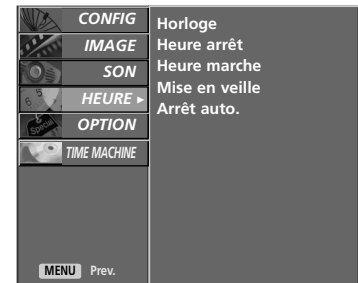 CONFIG
IMAGE
SON
HEURE ▸
OPTION
TIME MACHINE
Horloge
Heure arrêt
Heure marche
Mise en veille
Arrêt auto.
MENU Prev.